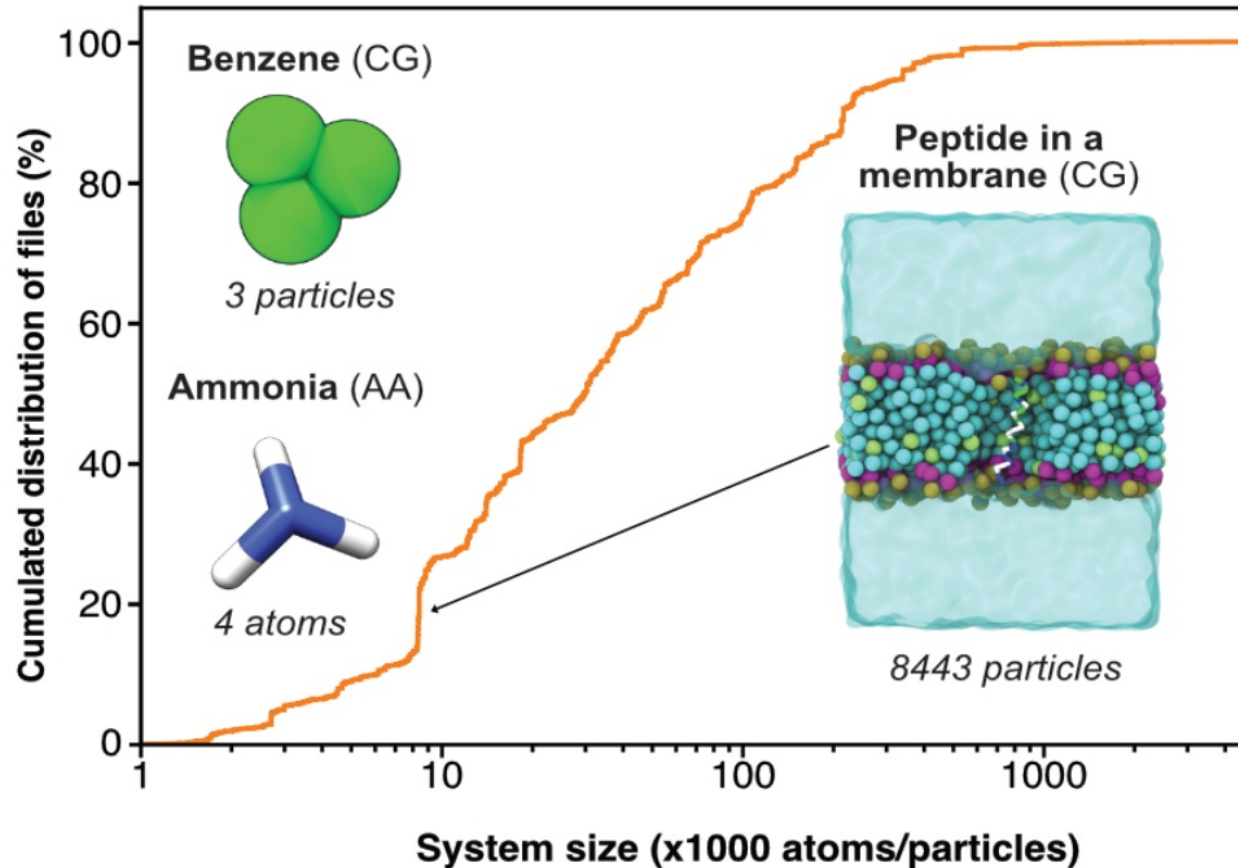 Cumulated distribution of files (%)
100
80
60
40
20
0
Benzene (CG)
3 particles
Ammonia (AA)
4 atoms
Peptide in a
membrane (CG)
8443 particles
1
10
100
1000
System size (x1000 atoms/particles)